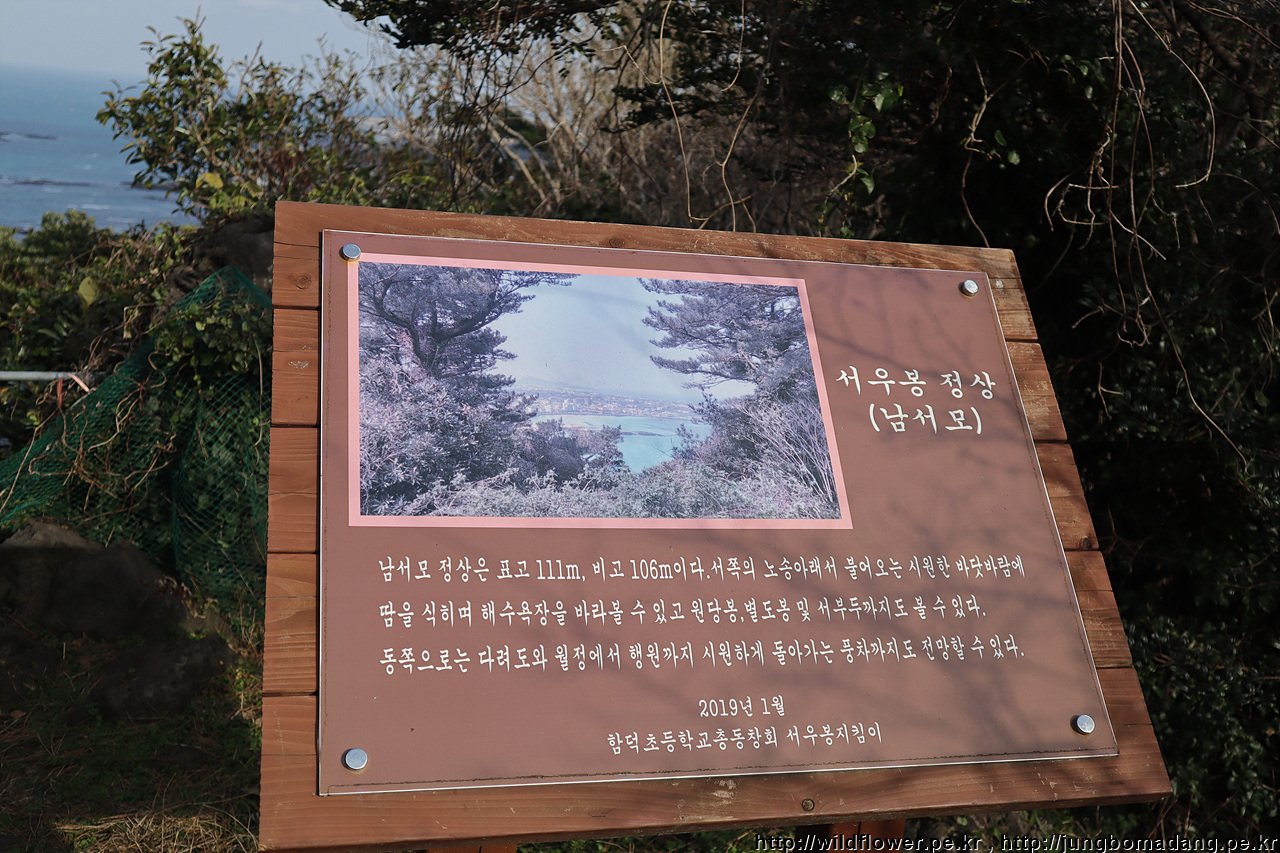 서우봉 정상
(남서모)
남서모 정상은 표고 111m, 비고 106m이다.서쪽의 노송아래서 불어오는 시원한 바닷바람에
땀을 식히며 해수욕장을 바라볼 수 있고 원당봉,별도봉 및 서부두까지도 볼 수 있다.
동쪽으로는 다려도와 월정에서 행원까지 시원하게 돌아가는 풍차까지도 전망할 수 있다.
2019년 1월
함덕초등학교총동창회 서우봉지킴이
http://wildflower.pe.kr , http://jungbomadang.pe.kr